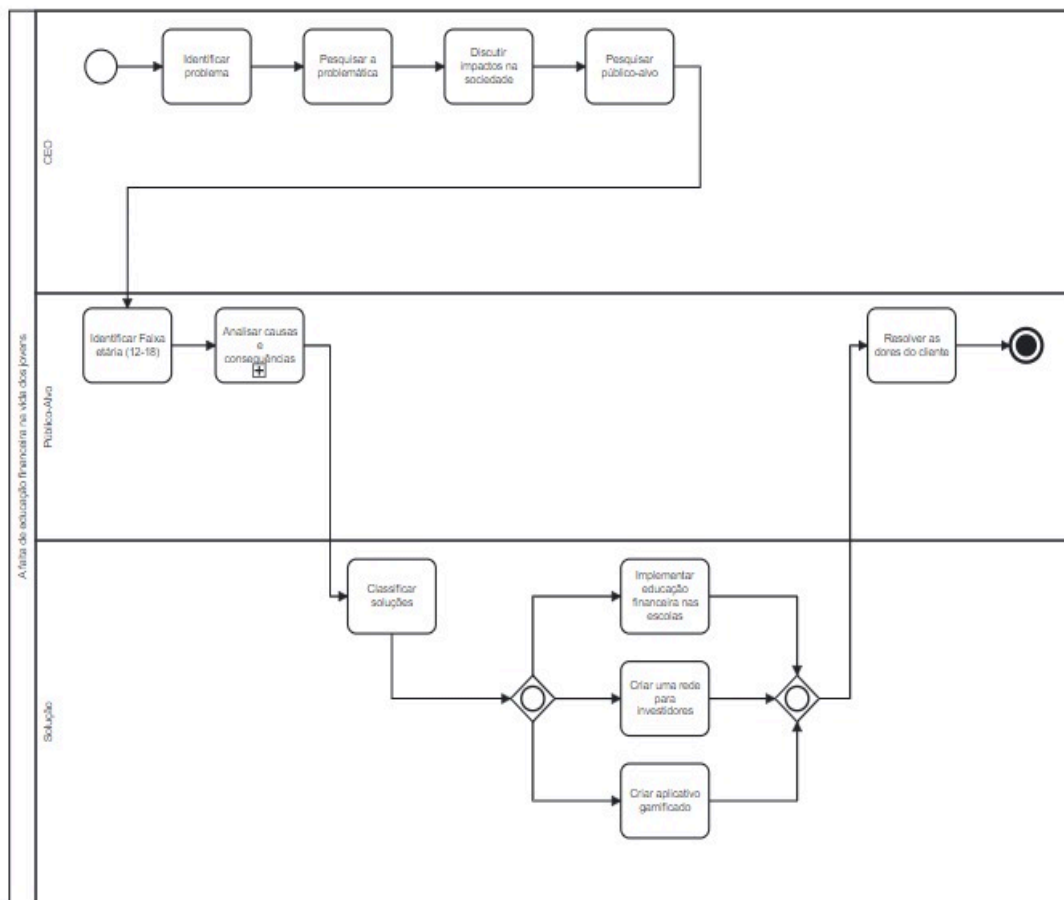 A falta de educação financeira na vida dos jovens
CEO
Identificar
problema
Pesquisar a
problemática
Discutir
impactos na
sociedade
Pesquisar
público-alvo
Público-Alvo
Identificar Faixa
etária (12-18)
Analisar causas
e
consequências
Resolver as
dores do cliente
Solução
Classificar
soluções
Implementar
educação
financeira nas
escolas
Criar uma rede
para
investidores
Criar aplicativo
gamificado